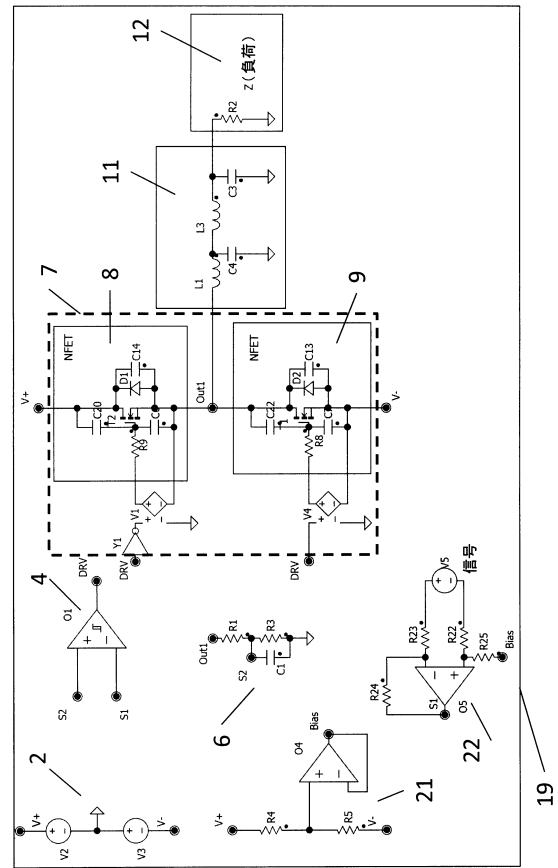 12
Z(負荷)
R2
11
C3
L3
C4
L1
7
8
NFET
V+
C20
D1
C14
R9
V1
Y1
DRV
Out1
9
NFET
C22
D2
C13
R8
V4
DRV
V-
4
O1
DRV
S2
S1
6
Out1
R1
S2
R3
C1
2
V+
V2
V3
V-
21
V+
R4
R5
V-
O4
Bias
22
R24
R23
R22
R25
V5
信号
S1
O5
Bias
19